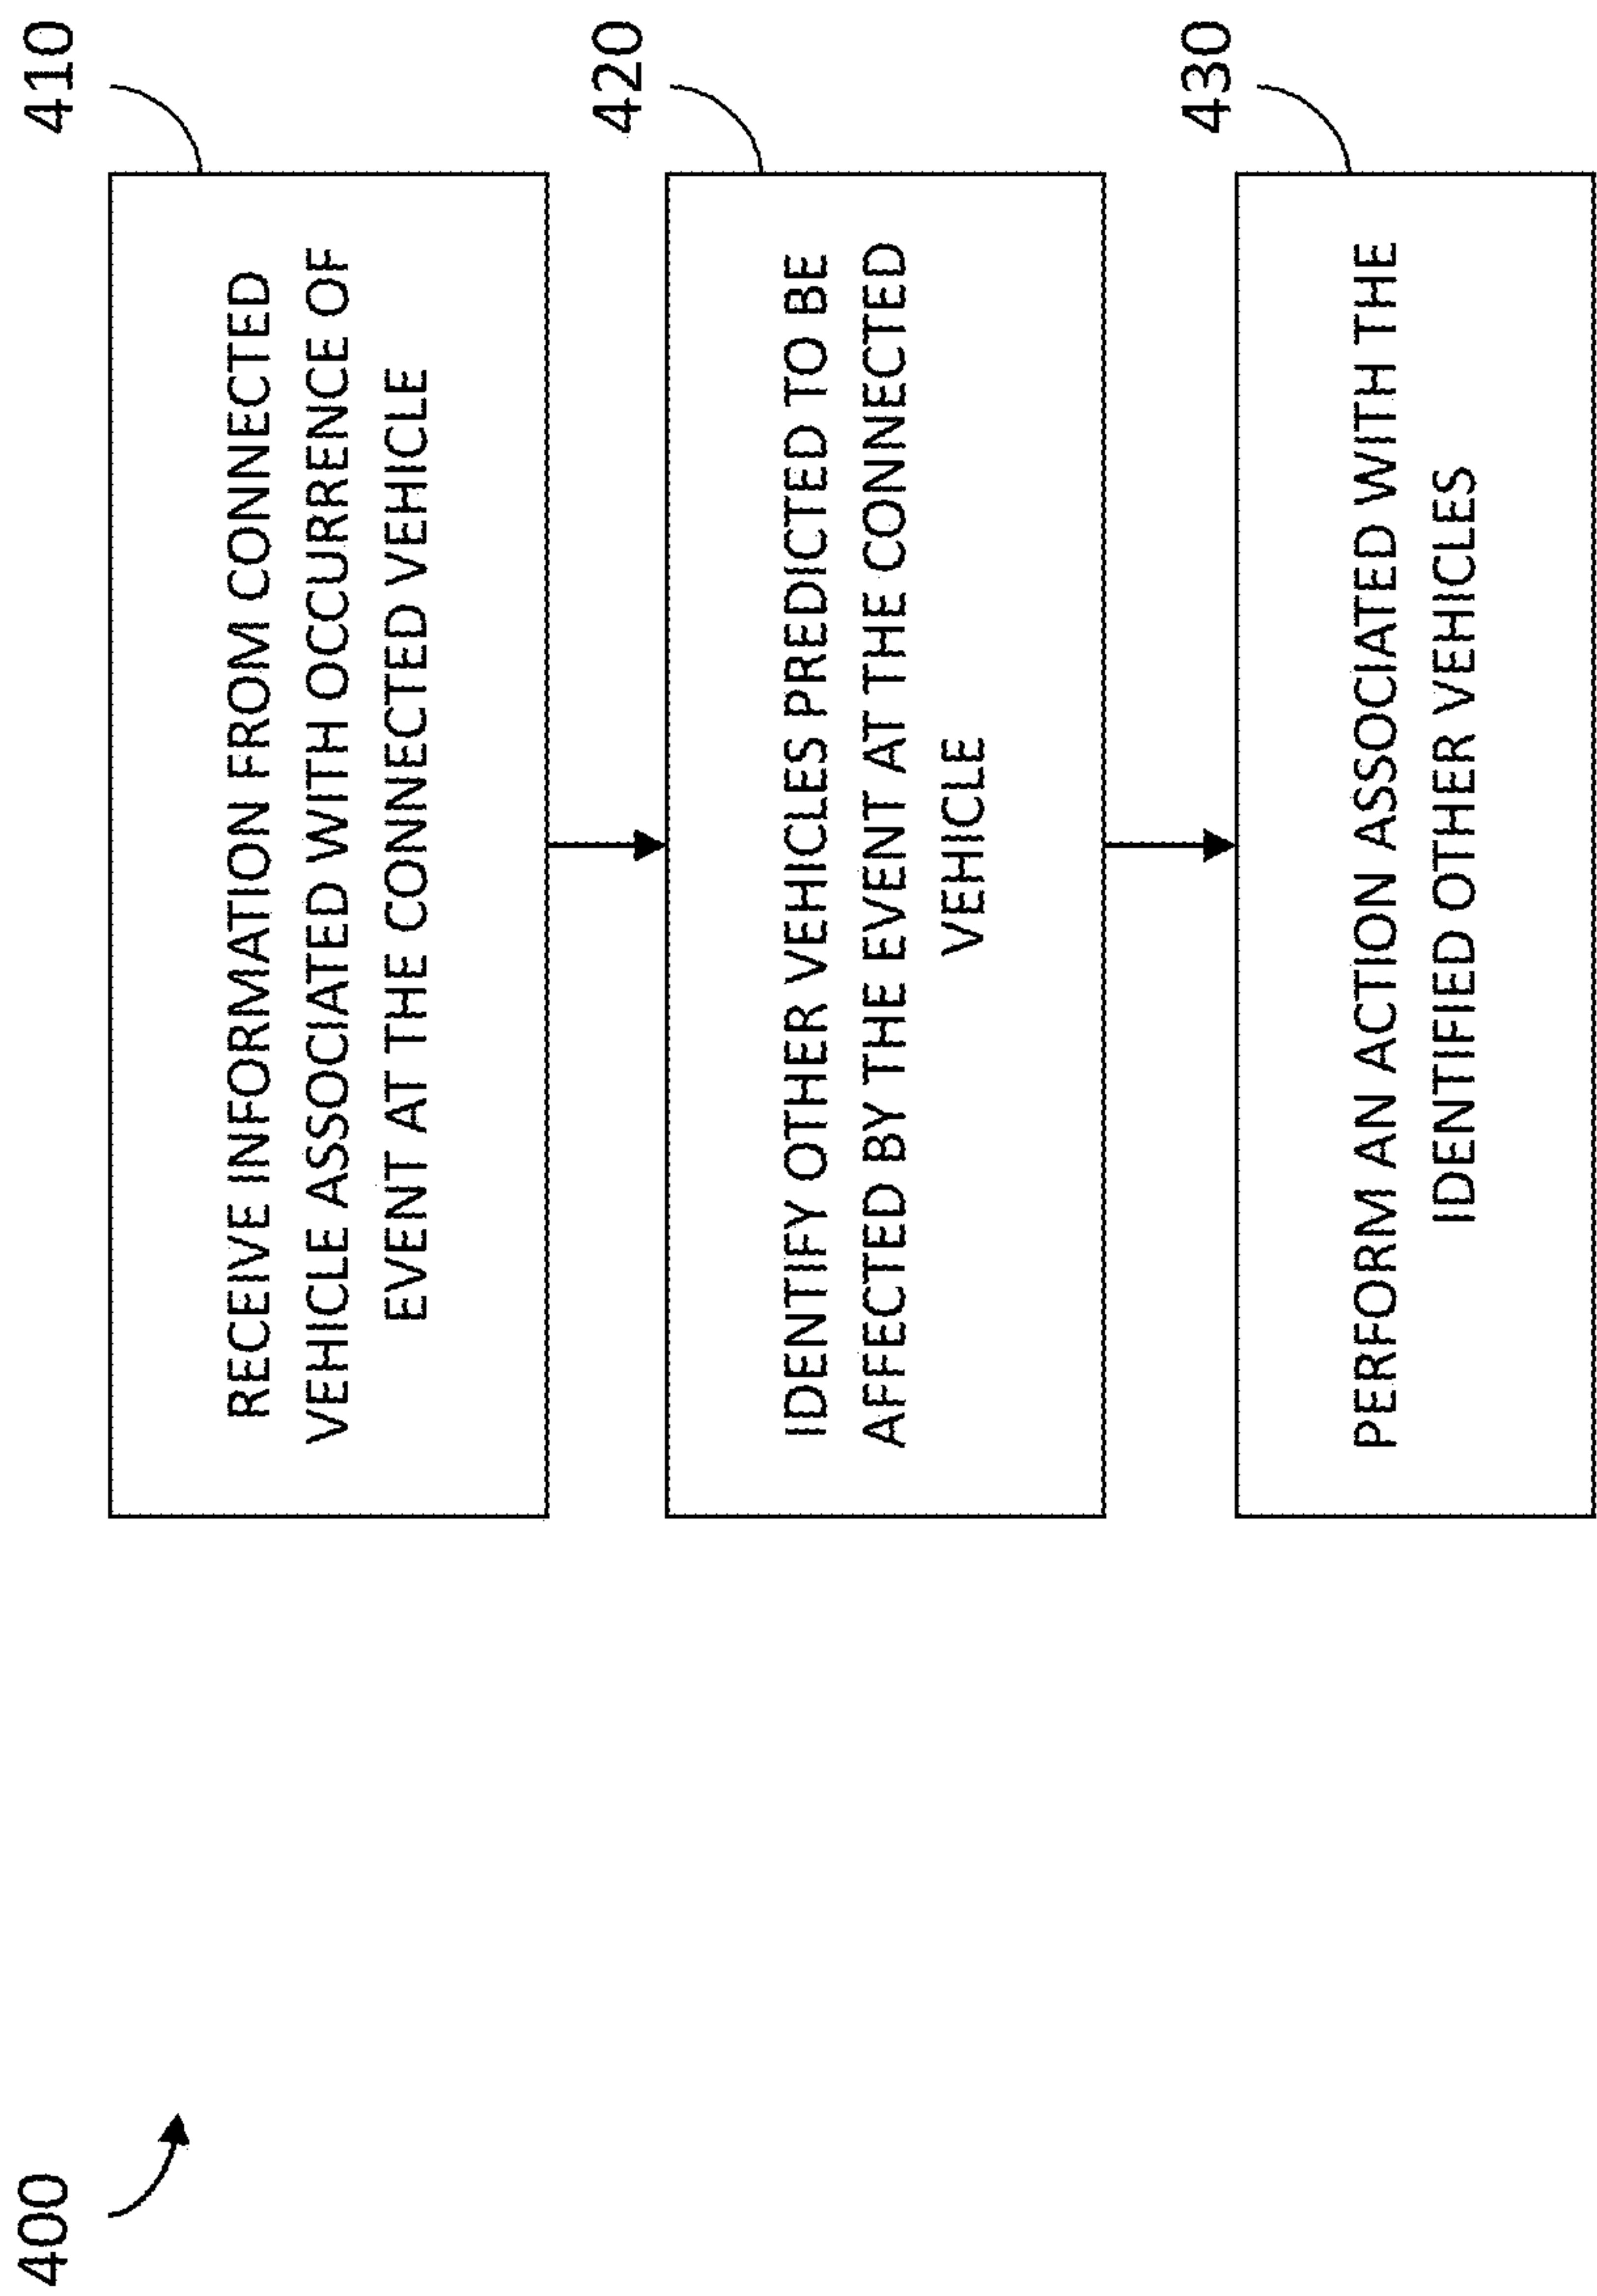 400
410
RECEIVE INFORMATION FROM CONNECTED
VEHICLE ASSOCIATED WITH OCCURRENCE OF
EVENT AT THE CONNECTED VEHICLE
420
IDENTIFY OTHER VEHICLES PREDICTED TO BE
AFFECTED BY THE EVENT AT THE CONNECTED
VEHICLE
430
PERFORM AN ACTION ASSOCIATED WITH THE
IDENTIFIED OTHER VEHICLES